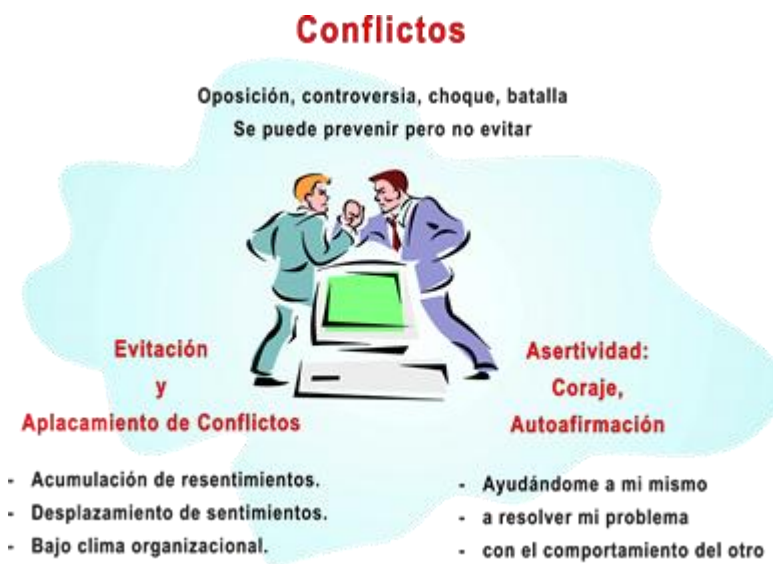 Conflictos
Oposición, controversia, choque, batalla
Se puede prevenir pero no evitar
Evitación
y
Aplacamiento de Conflictos
- Acumulación de resentimientos.
- Desplazamiento de sentimientos.
- Bajo clima organizacional.
Asertividad:
Coraje,
Autoafirmación
- Ayudándome a mi mismo
- a resolver mi problema
- con el comportamiento del otro